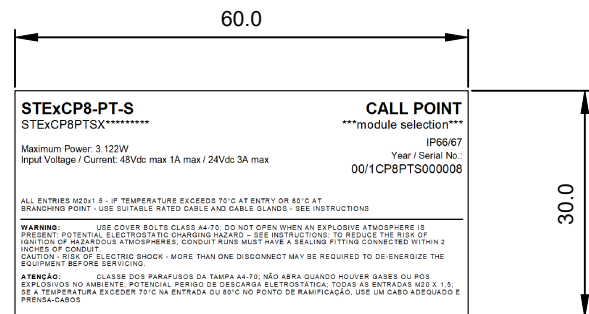 60.0
STExCP8-PT-S
CALL POINT
STExCP8PTSX*********
***module selection***
IP66/67
Maximum Power: 3.122W
Year / Serial No.:
Input Voltage / Current: 48Vdc max 1A max / 24Vdc 3A max
00/1CP8PTS000008
30.0
ALL ENTRIES M20x1.5 - IF TEMPERATURE EXCEEDS 70°C AT ENTRY OR 80°C AT
BRANCHING POINT - USE SUITABLE RATED CABLE AND CABLE GLANDS - SEE INSTRUCTIONS
WARNING: USE COVER BOLTS CLASS A4-70; DO NOT OPEN WHEN AN EXPLOSIVE ATMOSPHERE IS
PRESENT; POTENTIAL ELECTROSTATIC CHARGING HAZARD – SEE INSTRUCTIONS; TO REDUCE THE RISK OF
IGNITION OF HAZARDOUS ATMOSPHERES, CONDUIT RUNS MUST HAVE A SEALING FITTING CONNECTED WITHIN 2
INCHES OF CONDUIT.
CAUTION - RISK OF ELECTRIC SHOCK - MORE THAN ONE DISCONNECT MAY BE REQUIRED TO DE-ENERGIZE THE
EQUIPMENT BEFORE SERVICING.
ATENÇÃO: CLASSE DOS PARAFUSOS DA TAMPA A4-70; NÃO ABRA QUANDO HOUVER GASES OU PÓS
EXPLOSIVOS NO AMBIENTE; POTENCIAL PERIGO DE DESCARGA ELETROSTÁTICA; TODAS AS ENTRADAS M20 X 1,5;
SE A TEMPERATURA EXCEDER 70°C NA ENTRADA OU 80°C NO PONTO DE RAMIFICAÇÃO, USE UM CABO ADEQUADO E
PRENSA-CABOS